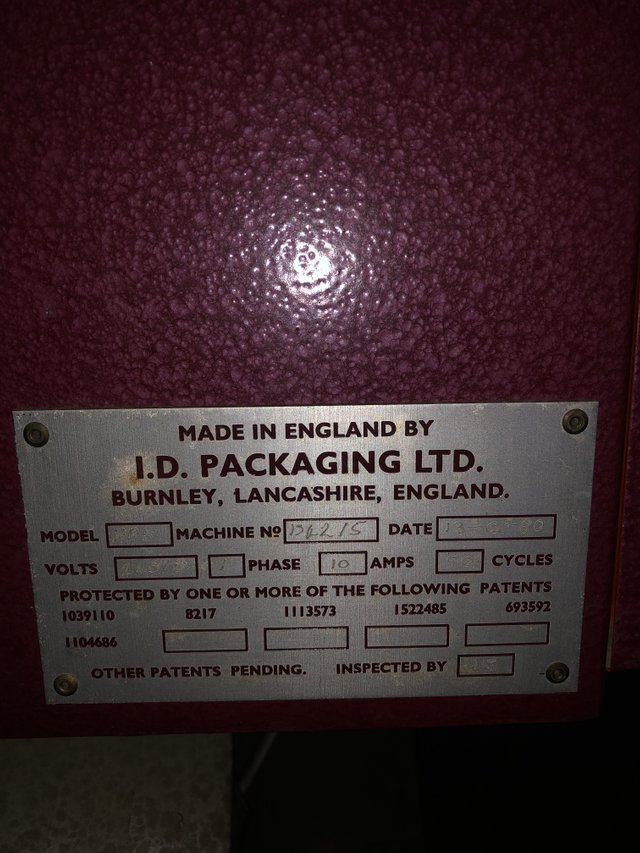 MADE IN ENGLAND BY
I.D. PACKAGING LTD.
BURNLEY, LANCASHIRE, ENGLAND.
MODEL MACHINE Nº DATE
VOLTS 1 PHASE 10 AMPS CYCLES
PROTECTED BY ONE OR MORE OF THE FOLLOWING PATENTS
1039110 8217 1113573 1522485 693592
1104686
OTHER PATENTS PENDING. INSPECTED BY